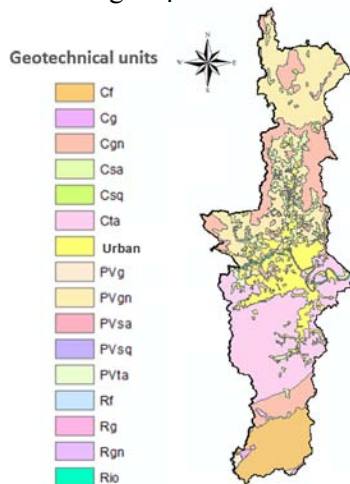 Geotechnical units
N
W
E
S
Cf
Cg
Cgn
Csa
Csq
Cta
Urban
PVg
PVgn
PVsa
PVsq
PVta
Rf
Rg
Rgn
Rio